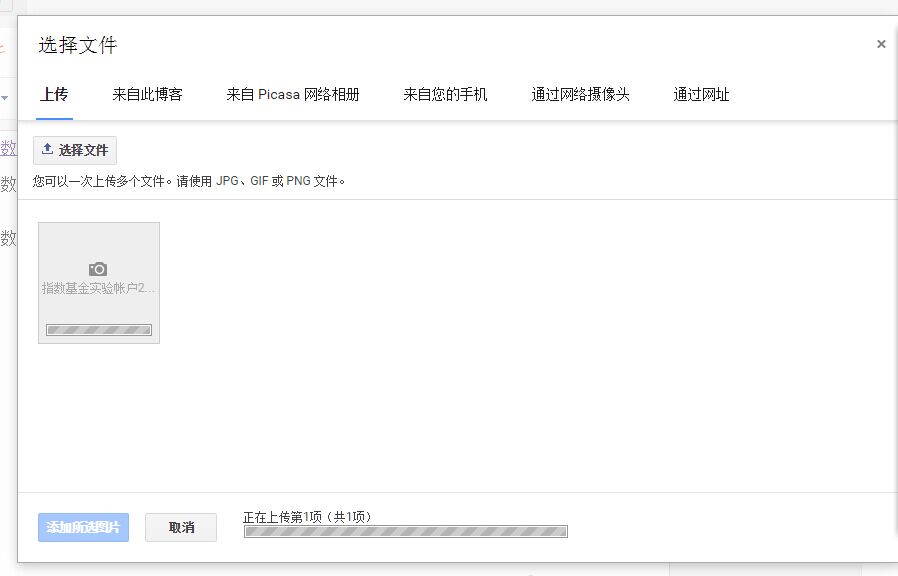 选择文件
×
上传 来自此博客 来自 Picasa 网络相册 来自您的手机 通过网络摄像头 通过网址
选择文件
您可以一次上传多个文件。请使用 JPG、GIF 或 PNG 文件。
数
数
数
指数基金实验帐户2...
添加所选图片 取消 正在上传第1项（共1项）